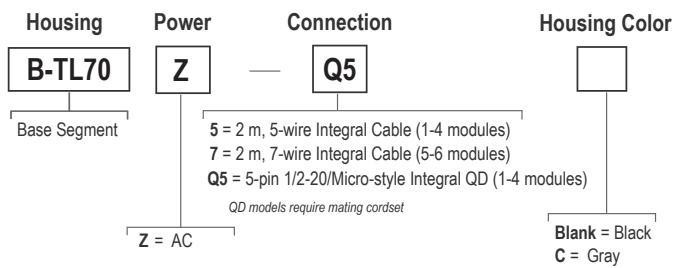 Housing Power Connection Housing Color
B-TL70 Z — Q5
Base Segment
5 = 2 m, 5-wire Integral Cable (1-4 modules)
7 = 2 m, 7-wire Integral Cable (5-6 modules)
Q5 = 5-pin 1/2-20/Micro-style Integral QD (1-4 modules)
QD models require mating cordset
Z = AC
Blank = Black
C = Gray